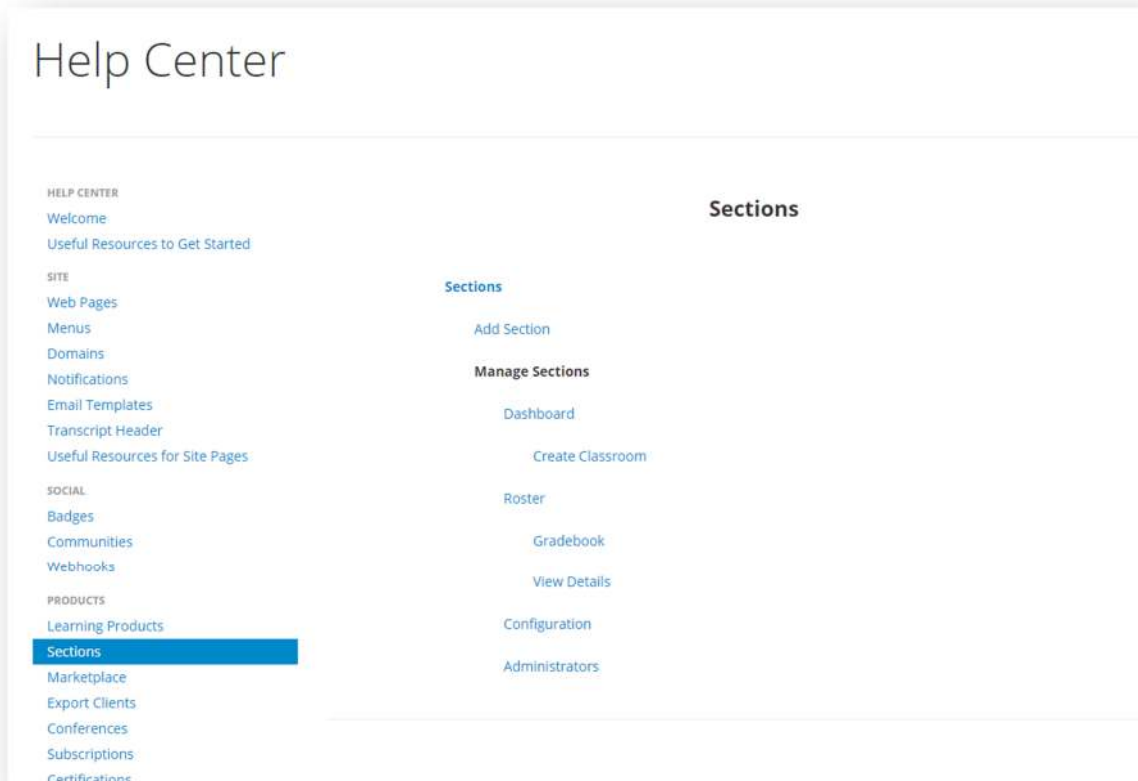 Help Center
HELP CENTER
Welcome
Useful Resources to Get Started
SITE
Web Pages
Menus
Domains
Notifications
Email Templates
Transcript Header
Useful Resources for Site Pages
SOCIAL
Badges
Communities
Webhooks
PRODUCTS
Learning Products
Sections
Marketplace
Export Clients
Conferences
Subscriptions
Certifications
Sections
Sections
Add Section
Manage Sections
Dashboard
Create Classroom
Roster
Gradebook
View Details
Configuration
Administrators